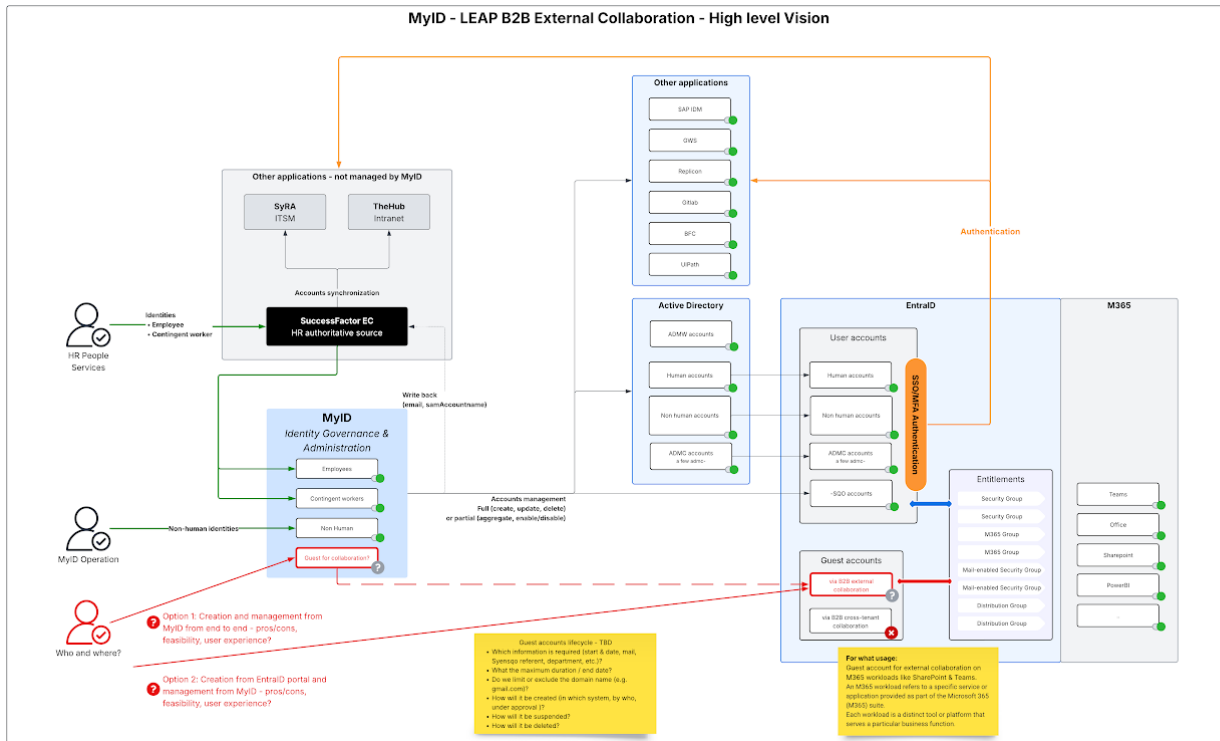 MyID - LEAP B2B External Collaboration - High level Vision
Other applications
SAP IDM
GWS
Replicon
Gitlab
BFC
UIPath
Other applications - not managed by MyID
SyRA
ITSM
TheHub
Intranet
Accounts synchronization
SuccessFactor EC
HR authoritative source
Identities
• Employee
• Contingent worker
HR People
Services
Authentication
Write back
(email, samAccountname)
MyID
Identity Governance &
Administration
Employees
Contingent workers
Non Human
Guest for collaboration?
?
Non-human identities
MyID Operation
Accounts management
Full (create, update, delete)
or partial (aggregate, enable/disable)
Active Directory
ADMW accounts
Human accounts
Non human accounts
ADMC accounts
a few admc-
EntraID
User accounts
Human accounts
Non human accounts
ADMC accounts
a few admc-
-SQO accounts
SSO/MFA Authentication
Guest accounts
via B2B external
collaboration
?
via B2B cross-tenant
collaboration
Entitlements
Security Group
Security Group
M365 Group
M365 Group
Mail-enabled Security Group
Mail-enabled Security Group
Distribution Group
Distribution Group
M365
Teams
Office
Sharepoint
PowerBI
Who and where?
? Option 1: Creation and management from
MyID from end to end - pros/cons,
feasibility, user experience?
? Option 2: Creation from EntraID portal and
management from MyID - pros/cons,
feasibility, user experience?
Guest accounts lifecycle - TBD
• Which information is required (start & date, mail,
Syensqo referent, department, etc.)?
• What the maximum duration / end date?
• Do we limit or exclude the domain name (e.g.
gmail.com)?
• How will it be created (in which system, by who,
under approval )?
• How will it be suspended?
• How will it be deleted?
For what usage:
Guest account for external collaboration on
M365 workloads like SharePoint & Teams.
An M365 workload refers to a specific service or
application provided as part of the Microsoft 365
(M365) suite.
Each workload is a distinct tool or platform that
serves a particular business function.